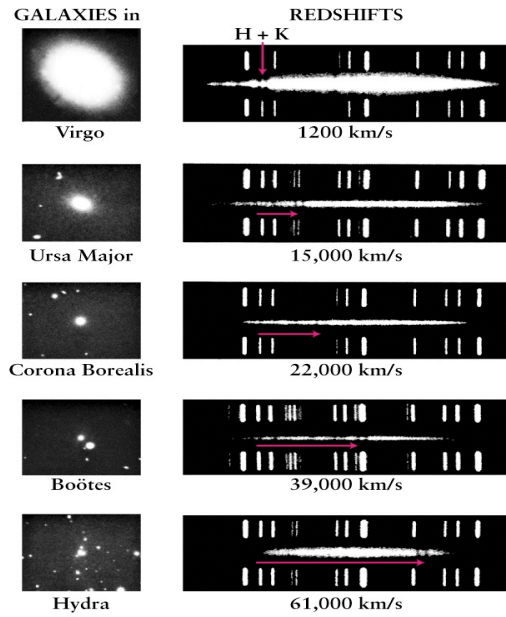 GALAXIES in
REDSHIFTS
H + K
Virgo
1200 km/s
Ursa Major
15,000 km/s
Corona Borealis
22,000 km/s
Boötes
39,000 km/s
Hydra
61,000 km/s